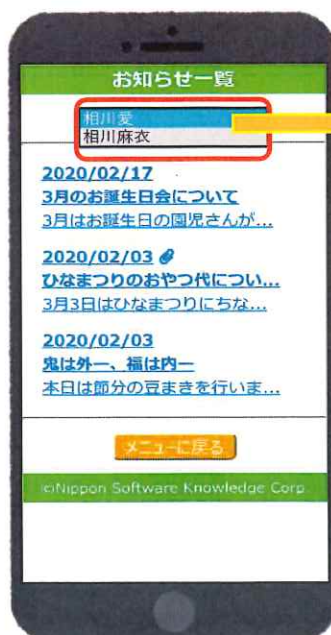 お知らせ一覧
相川愛
相川麻衣
2020/02/17
3月のお誕生日会について
3月はお誕生日の園児さんが...
2020/02/03
ひなまつりのおやつ代につい...
3月3日はひなまつりにちな...
2020/02/03
鬼は外ー、福は内ー
本日は節分の豆まきを行いま...
メニューに戻る
©Nippon Software Knowledge Corp